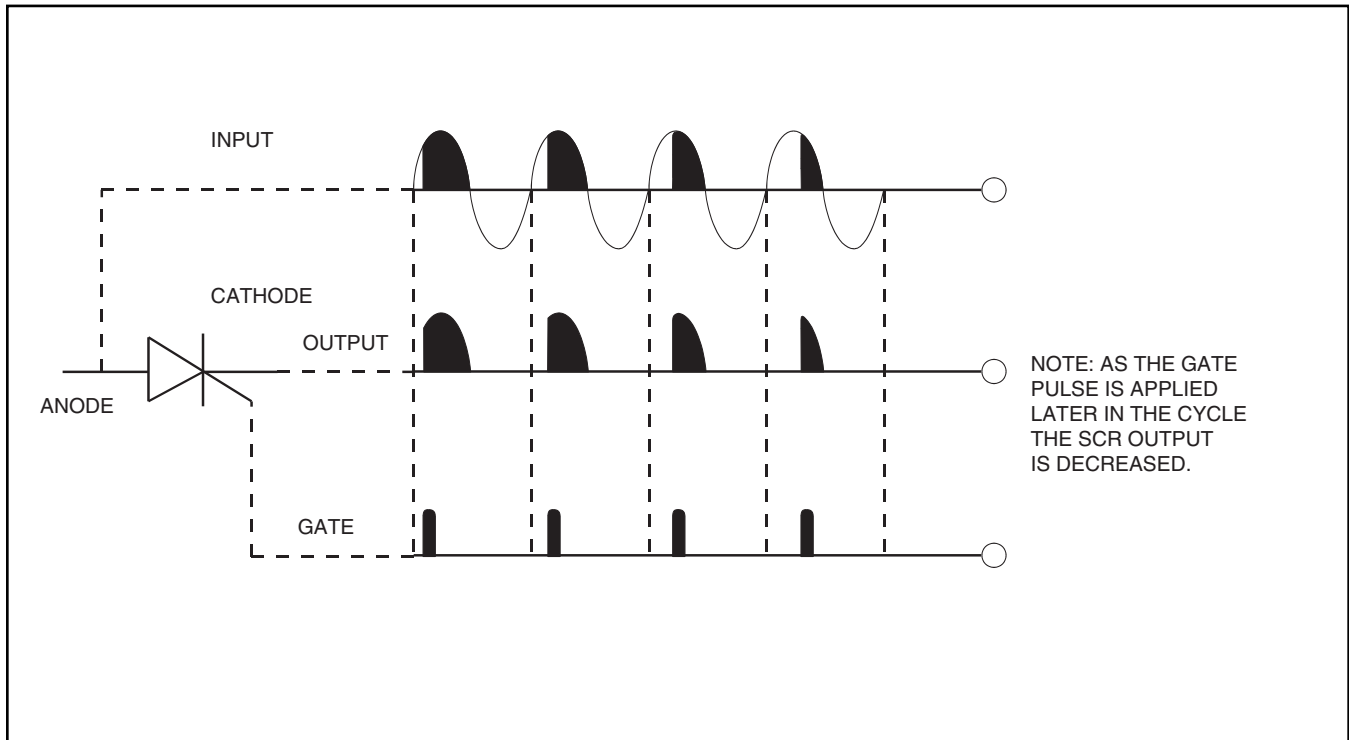 INPUT
CATHODE
OUTPUT
ANODE
GATE
NOTE: AS THE GATE
PULSE IS APPLIED
LATER IN THE CYCLE
THE SCR OUTPUT
IS DECREASED.